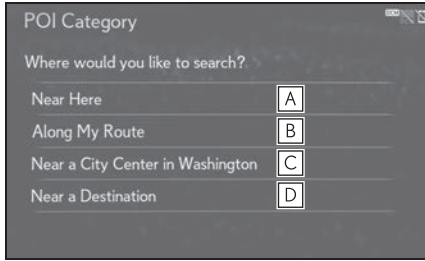 POI Category
DCM
Where would you like to search?
Near Here A
Along My Route B
Near a City Center in Washington C
Near a Destination D